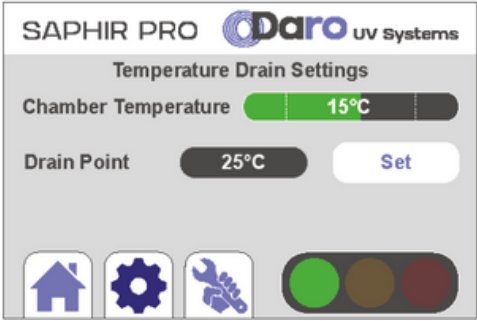 SAPHIR PRO Daro UV Systems
Temperature Drain Settings
Chamber Temperature 15°C
Drain Point 25°C Set